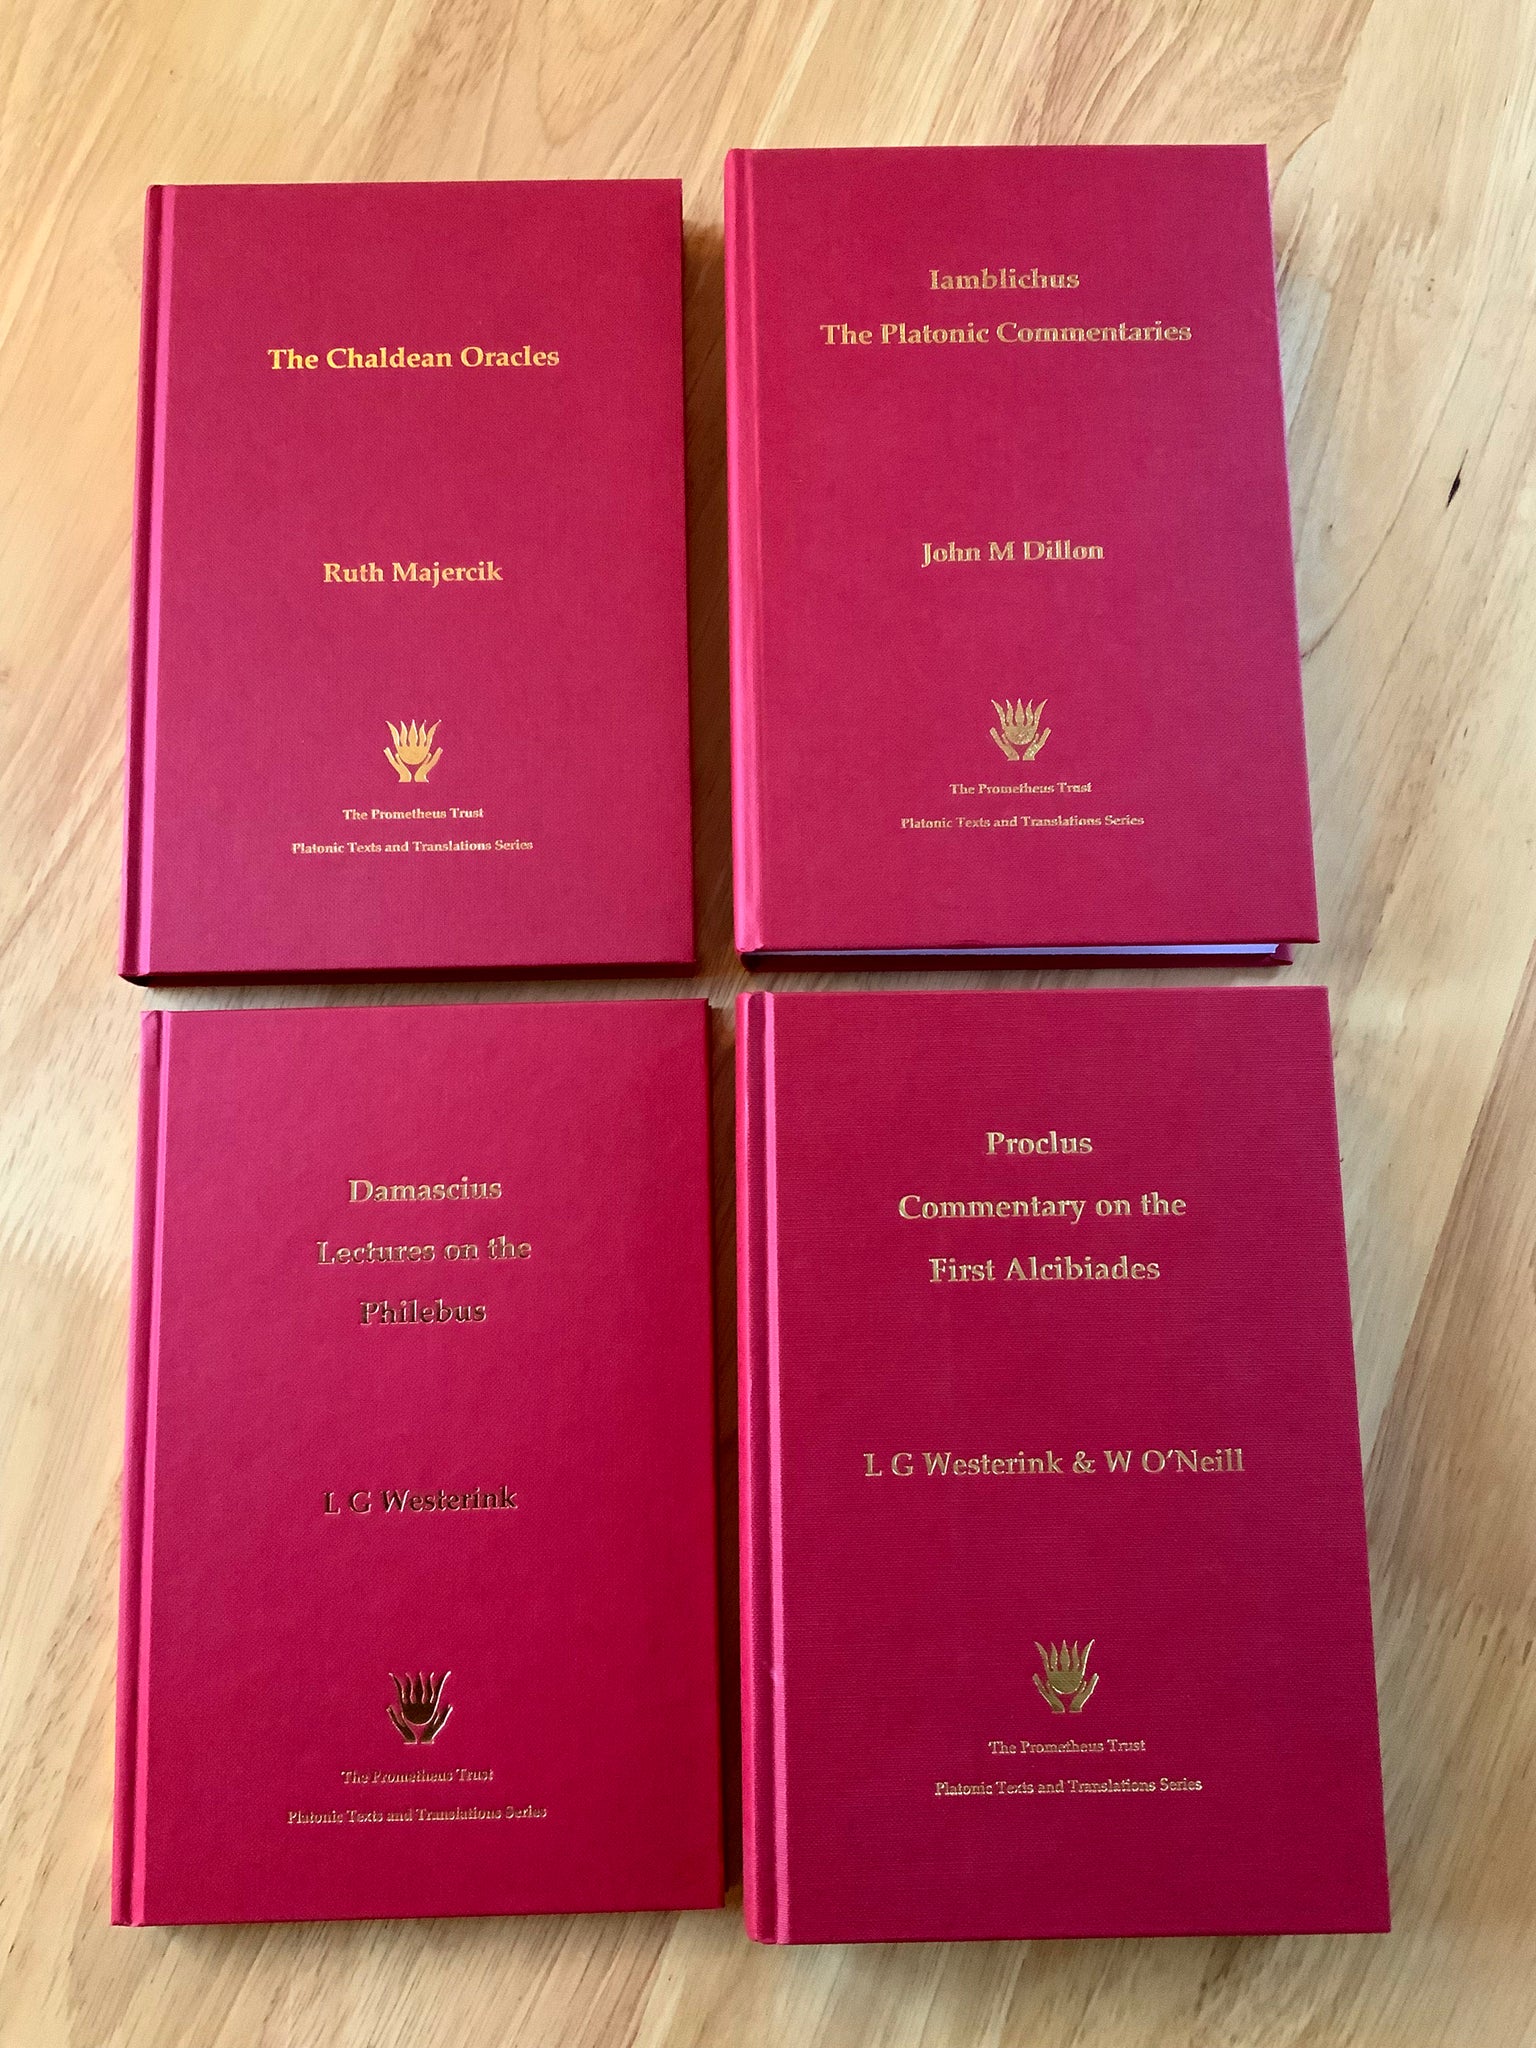 The Chaldean Oracles
Ruth Majercik
The Prometheus Trust
Platonic Texts and Translations Series
Iamblichus
The Platonic Commentaries
John M Dillon
The Prometheus Trust
Platonic Texts and Translations Series
Damascius
Lectures on the
Philebus
L G Westerink
The Prometheus Trust
Platonic Texts and Translations Series
Proclus
Commentary on the
First Alcibiades
L G Westerink & W O'Neill
The Prometheus Trust
Platonic Texts and Translations Series